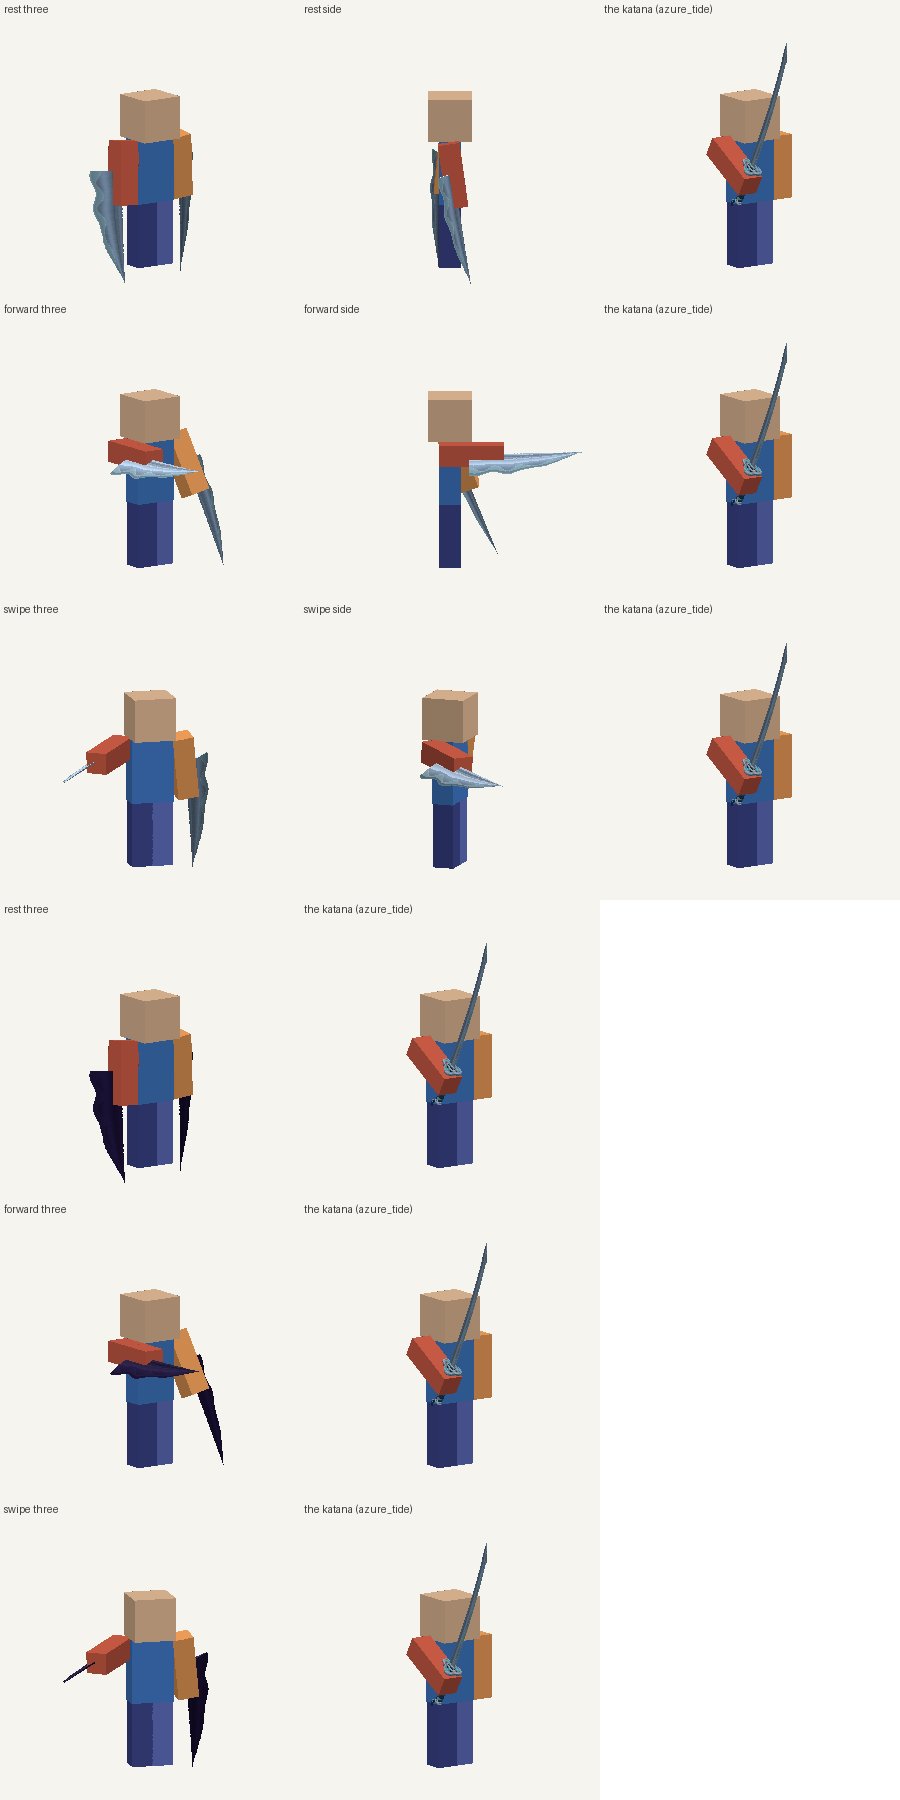 rest three
rest side
the katana (azure_tide)
forward three
forward side
the katana (azure_tide)
swipe three
swipe side
the katana (azure_tide)
rest three
the katana (azure_tide)
forward three
the katana (azure_tide)
swipe three
the katana (azure_tide)